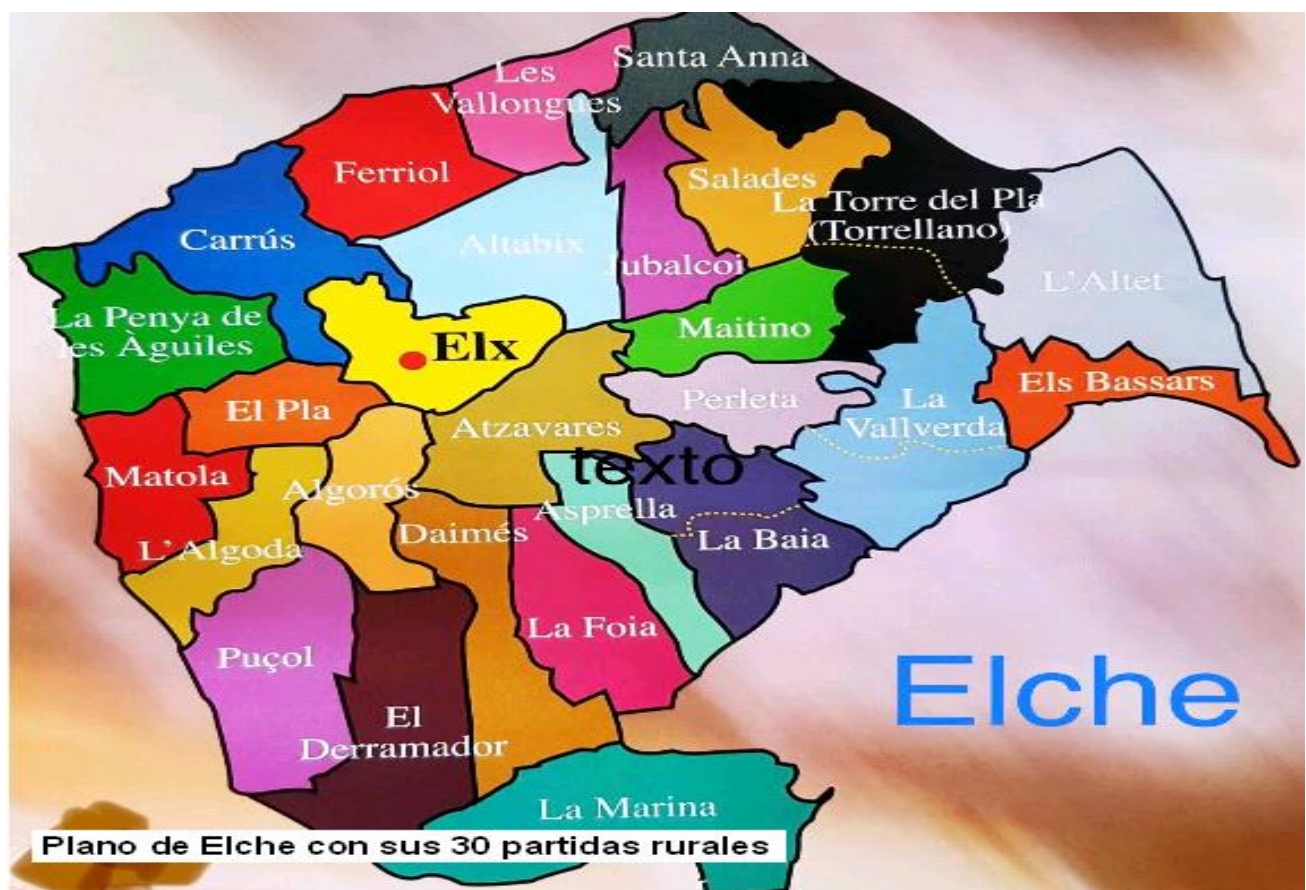 Santa Anna
Les
Vallongues
Ferriol
Salades
La Torre del Pla
(Torrellano)
Carrús
Altabix
Jubalcoi
L'Altet
La Penya de
les Àguiles
Maitino
Elx
Els Bassars
El Pla
Perleta
La
Vallverda
Atzavares
texto
Matola
Algorós
Asprella
Daimés
La Baia
L'Algoda
La Foia
Puçol
Elche
El
Derramador
La Marina
Plano de Elche con sus 30 partidas rurales